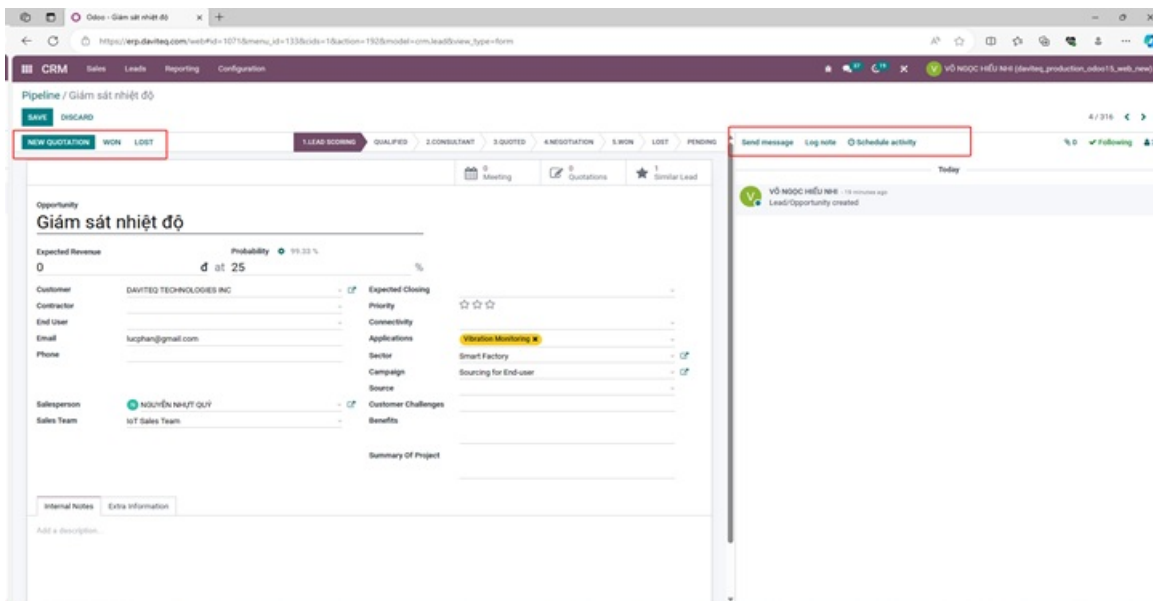 Odoo - Giám sát nhiệt độ
https://erp.daviteq.com/web#id=1071&menu_id=133&cids=1&action=192&model=crm.lead&view_type=form
CRM Sales Leads Reporting Configuration
VÕ NGỌC HIẾU NHI (daviteq_production_odoo15_web_new)
Pipeline / Giám sát nhiệt độ
SAVE DISCARD
4 / 316
NEW QUOTATION WON LOST 1.LEAD SCORING QUALIFIED 2.CONSULTANT 3.QUOTED 4.NEGOTIATION 5.WON LOST PENDING Send message Log note Schedule activity 0 Following
Today
0 Meeting
0 Quotations
1 Similar Lead
VÕ NGỌC HIẾU NHI - 19 minutes ago
Lead/Opportunity created
Opportunity
Giám sát nhiệt độ
Expected Revenue Probability 99.33 %
0 đ at 25 %
Customer DAVITEQ TECHNOLOGIES INC Expected Closing
Contractor Priority
End User Connectivity
Email lucphan@gmail.com Applications Vibration Monitoring
Phone Sector Smart Factory
Campaign Sourcing for End-user
Source
Salesperson NGUYỄN NHỰT QUÝ Customer Challenges
Sales Team IoT Sales Team Benefits
Summary Of Project
Internal Notes Extra Information
Add a description...